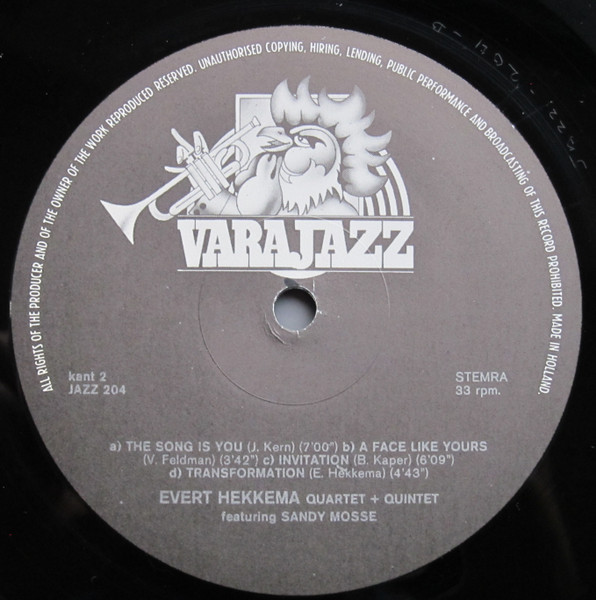 ALL RIGHTS OF THE PRODUCER AND OF THE OWNER OF THE WORK REPRODUCED RESERVED. UNAUTHORISED COPYING, HIRING, LENDING, PUBLIC PERFORMANCE AND BROADCASTING OF THIS RECORD PROHIBITED. MADE IN HOLLAND.
VARAJAZZ
kant 2
JAZZ 204
STEMRA
33 rpm.
a) THE SONG IS YOU (J. Kern) (7'00") b) A FACE LIKE YOURS
(V. Feldman) (3'42") c) INVITATION (B. Kaper) (6'09")
d) TRANSFORMATION (E. Hekkema) (4'43")
EVERT HEKKEMA QUARTET + QUINTET
featuring SANDY MOSSE